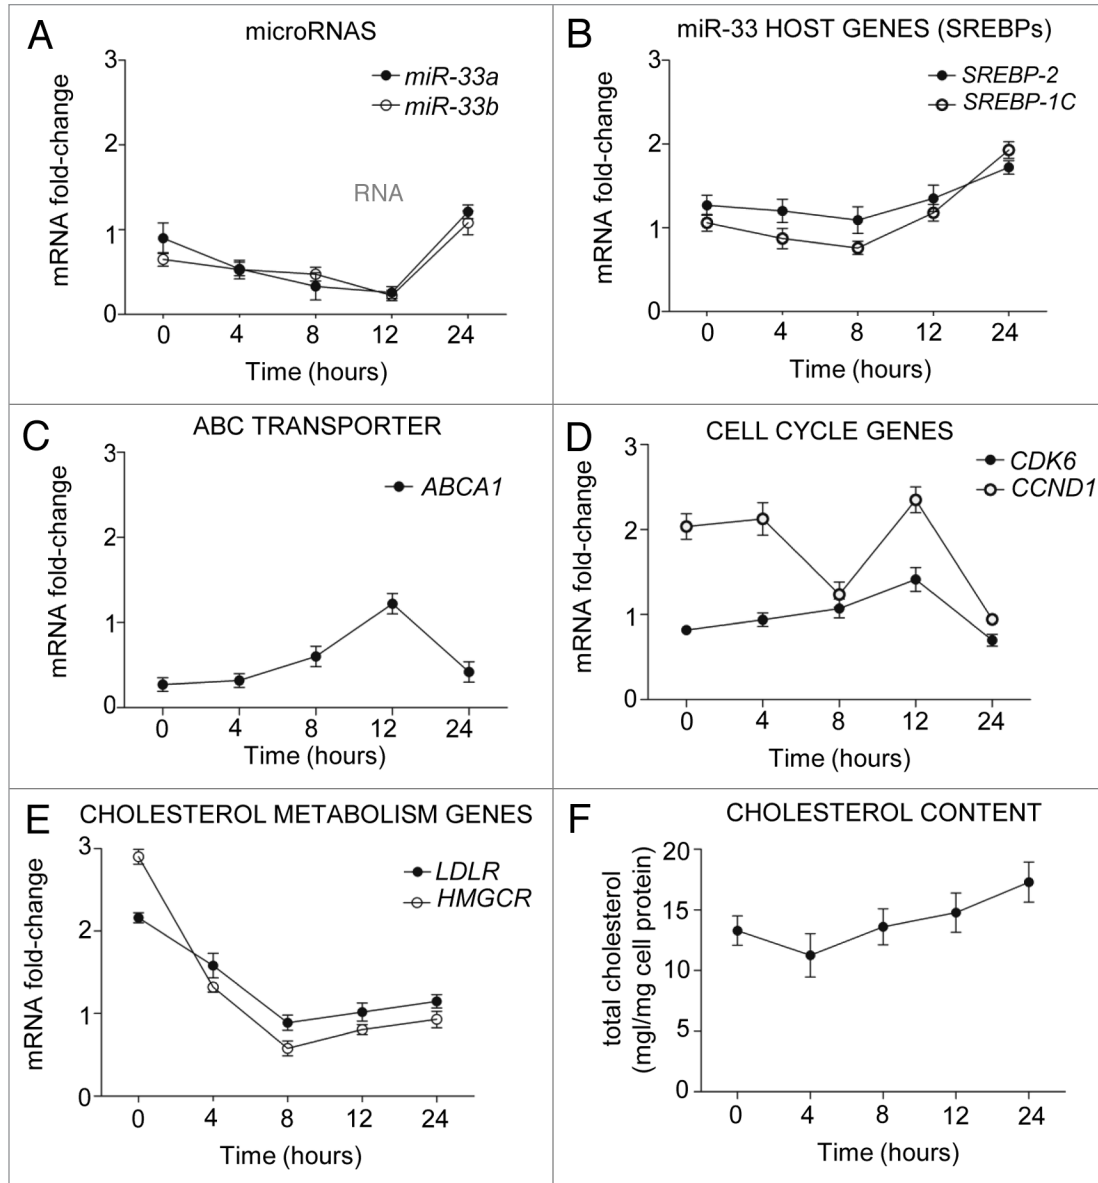 A
microRNAS
mRNA fold-change
3
2
1
0
miR-33a
miR-33b
RNA
0 4 8 12 24
Time (hours)
B
miR-33 HOST GENES (SREBPs)
mRNA fold-change
3
2
1
0
SREBP-2
SREBP-1C
0 4 8 12 24
Time (hours)
C
ABC TRANSPORTER
mRNA fold-change
3
2
1
0
ABCA1
0 4 8 12 24
Time (hours)
D
CELL CYCLE GENES
mRNA fold-change
3
2
1
0
CDK6
CCND1
0 4 8 12 24
Time (hours)
E
CHOLESTEROL METABOLISM GENES
mRNA fold-change
3
2
1
0
LDLR
HMGCR
0 4 8 12 24
Time (hours)
F
CHOLESTEROL CONTENT
total cholesterol
(mgl/mg cell protein)
20
15
10
5
0
0 4 8 12 24
Time (hours)